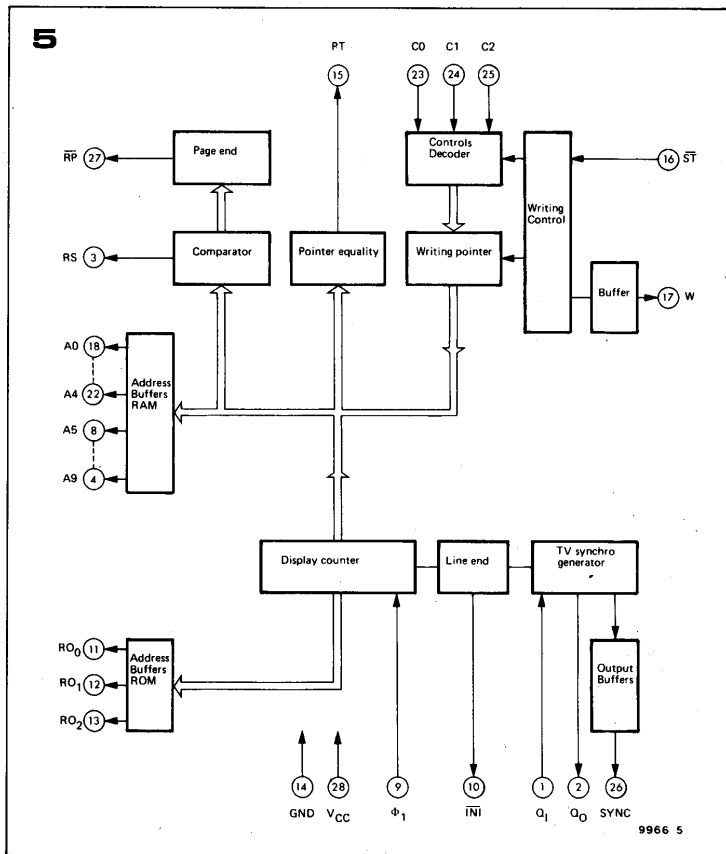 5
PT
C0 C1 C2
15
23 24 25
RP 27
Page end
Controls
Decoder
16 ST
Writing
Control
RS 3
Comparator
Pointer equality
Writing pointer
Buffer
17 W
A0 18
A4 22
A5 8
A9 4
Address
Buffers
RAM
Display counter
Line end
TV synchro
generator
RO0 11
RO1 12
RO2 13
Address
Buffers
ROM
Output
Buffers
14 28 9 10 1 2 26
GND VCC Φ1 INI QI QO SYNC
9966 5